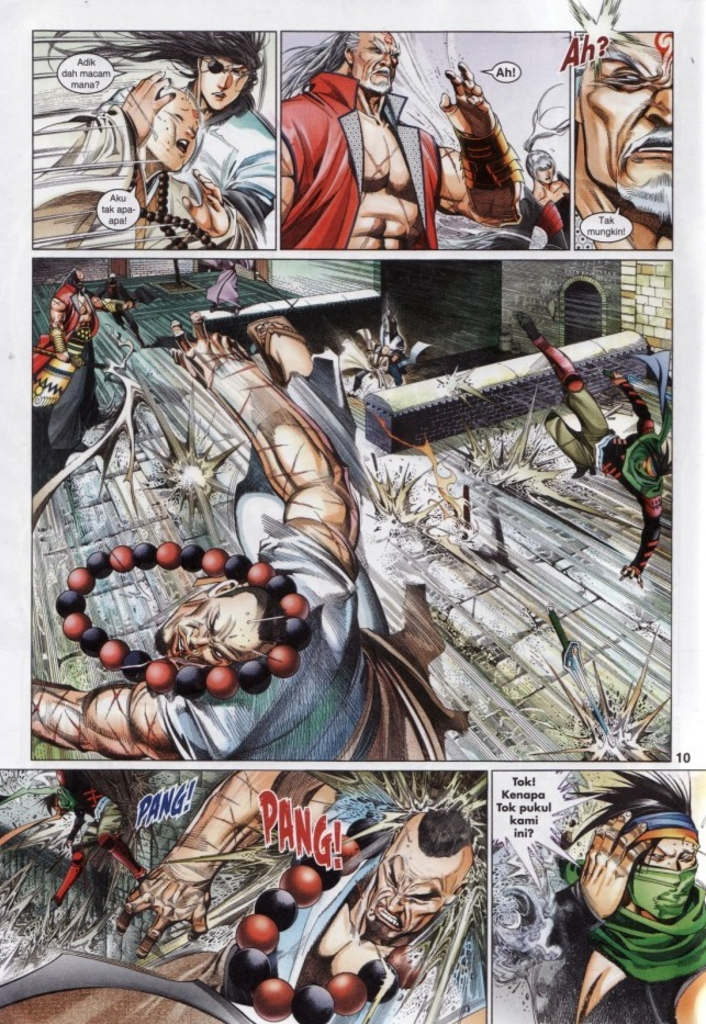 Adik
dah macam
mana?
Aku
tak apa-
apa!
Ah!
Ah?
Tak
mungkin!
10
PANG!
PANG!
Tok!
Kenapa
Tok pukul
kami
ini?